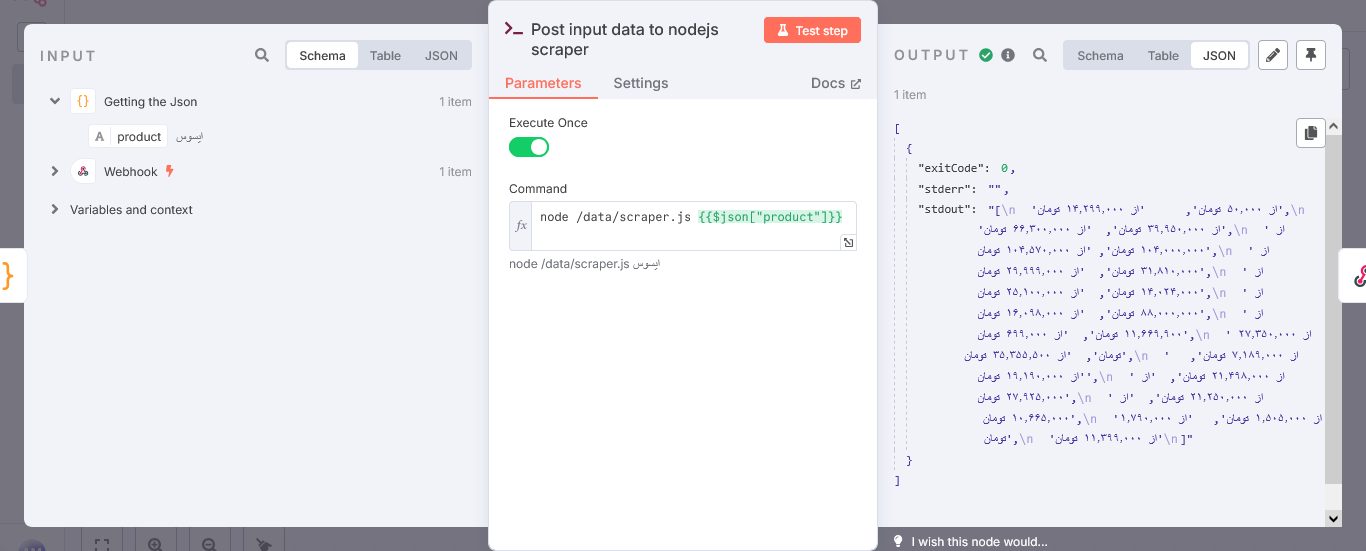 INPUT
Schema Table JSON
Getting the Json 1 item
A product ایسوس
Webhook 1 item
Variables and context
Post input data to nodejs
scraper
Test step
Parameters Settings Docs
Execute Once
Command
fx node /data/scraper.js {{$json["product"]}}
node /data/scraper.js ایسوس
OUTPUT Schema Table JSON
1 item
[
{
"exitCode": 0,
"stderr": "",
"stdout": "[\n 'از ۱۴,۲۹۹,۰۰۰ تومان', 'از ۵۰,۰۰۰ تومان',\n
'از ۶۶,۳۰۰,۰۰۰ تومان', 'از ۳۹,۹۵۰,۰۰۰ تومان',\n ' از
۱۰۴,۵۷۰,۰۰۰ تومان', 'از ۱۰۴,۰۰۰,۰۰۰ تومان',\n ' از
۲۹,۹۹۹,۰۰۰ تومان', 'از ۳۱,۸۱۰,۰۰۰ تومان',\n ' از
۲۵,۱۰۰,۰۰۰ تومان', 'از ۱۴,۰۲۴,۰۰۰ تومان',\n ' از
۱۶,۰۹۸,۰۰۰ تومان', 'از ۸۸,۰۰۰,۰۰۰ تومان',\n ' از
۶۹۹,۰۰۰ تومان', 'از ۱۱,۶۶۹,۹۰۰ تومان',\n ' از ۲۷,۳۵۰,۰۰۰
تومان', 'از ۳۵,۳۵۵,۵۰۰ تومان',\n ' از ۷,۱۸۹,۰۰۰ تومان',
'از ۱۹,۱۹۰,۰۰۰ تومان',\n ' از ۲۱,۴۹۸,۰۰۰ تومان', 'از
۲۷,۹۲۵,۰۰۰ تومان',\n ' از ۲۱,۲۵۰,۰۰۰ تومان', 'از
۱۰,۶۶۵,۰۰۰ تومان',\n 'از ۱,۷۹۰,۰۰۰ تومان', 'از ۱,۵۰۵,۰۰۰
تومان',\n 'از ۱۱,۳۹۹,۰۰۰ تومان'\n]"
}
]
I wish this node would...